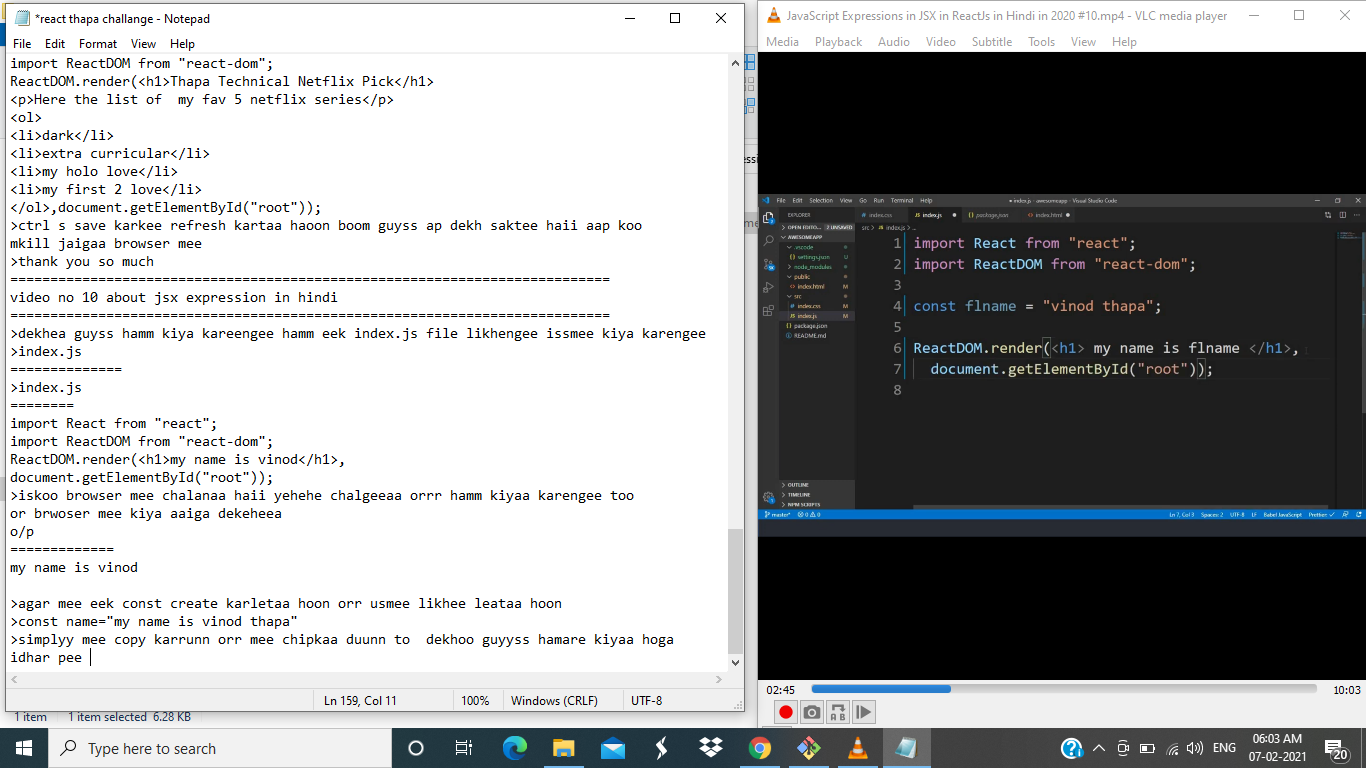 *react thapa challange - Notepad
File Edit Format View Help
import ReactDOM from "react-dom";
ReactDOM.render(<h1>Thapa Technical Netflix Pick</h1>
<p>Here the list of  my fav 5 netflix series</p>
<ol>
<li>dark</li>
<li>extra curricular</li>
<li>my holo love</li>
<li>my first 2 love</li>
</ol>,document.getElementById("root"));
>ctrl s save karkee refresh kartaa haoon boom guyss ap dekh saktee haii aap koo
mkill jaigaa browser mee
>thank you so much
===========================================================================
video no 10 about jsx expression in hindi
===========================================================================
>dekhea guyss hamm kiya kareengee hamm eek index.js file likhengee issmee kiya karengee
>index.js
==============
>index.js
========
import React from "react";
import ReactDOM from "react-dom";
ReactDOM.render(<h1>my name is vinod</h1>,
document.getElementById("root"));
>iskoo browser mee chalanaa haii yehehe chalgeeaa orrr hamm kiyaa karengee too
or brwoser mee kiya aaiga dekeheea
o/p
=============
my name is vinod
>agar mee eek const create karletaa hoon orr usmee likhee leataa hoon
>const name="my name is vinod thapa"
>simplyy mee copy karrunn orr mee chipkaa duunn to  dekhoo guyyss hamare kiyaa hoga
idhar pee
Ln 159, Col 11 100% Windows (CRLF) UTF-8
1 item 1 item selected 6.28 KB
JavaScript Expressions in JSX in ReactJs in Hindi in 2020 #10.mp4 - VLC media player
Media Playback Audio Video Subtitle Tools View Help
File Edit Selection View Go Run Terminal Help
index.js - awesomeapp - Visual Studio Code
EXPLORER
index.css index.js package.json index.html
OPEN EDITO... 2 UNSAVED
src > index.js > ...
AWESOMEAPP
.vscode
settings.json U
node_modules
public
index.html M
src
index.css M
index.js M
package.json
README.md
OUTLINE
TIMELINE
NPM SCRIPTS
1 import React from "react";
2 import ReactDOM from "react-dom";
3
4 const flname = "vinod thapa";
5
6 ReactDOM.render(<h1> my name is flname </h1>,
7 document.getElementById("root"));
8
master* 0 0 Ln 7, Col 3 Spaces: 2 UTF-8 LF Babel JavaScript Prettier: ✓
02:45 10:03
Type here to search
ENG
06:03 AM
07-02-2021
20